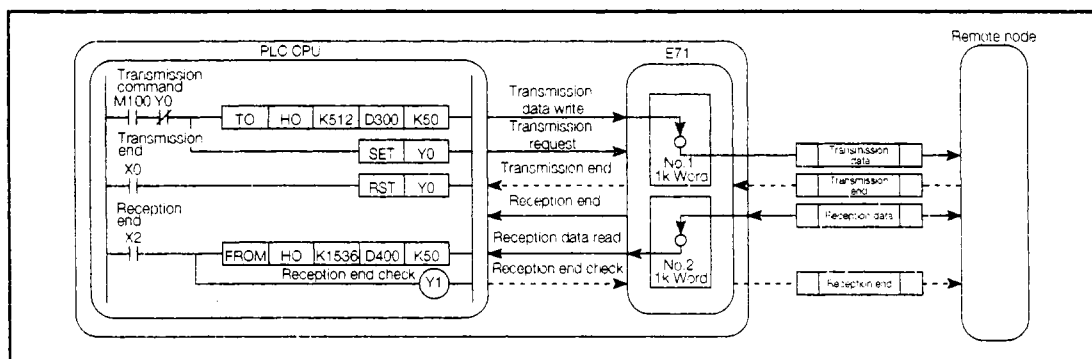 PLC CPU
E71
Remote node
Transmission
command
M100 Y0
TO H0 K512 D300 K50
Transmission
end
SET Y0
X0
RST Y0
Reception
end
X2
FROM H0 K1536 D400 K50
Reception end check
Y1
Transmission
data write
Transmission
request
Transmission end
Reception end
Reception data read
Reception end check
No.1
1k Word
No.2
1k Word
Transmission
data
Transmission
end
Reception data
Reception end